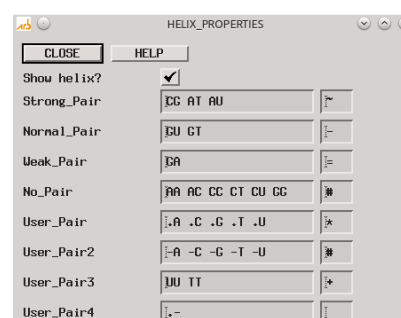 HELIX_PROPERTIES
CLOSE HELP
Show helix?
Strong_Pair CG AT AU ~
Normal_Pair GU GT -
Weak_Pair GA =
No_Pair AA AC CC CT CU GG #
User_Pair .A .C .G .T .U *
User_Pair2 -A -C -G -T -U #
User_Pair3 UU TT +
User_Pair4 .-